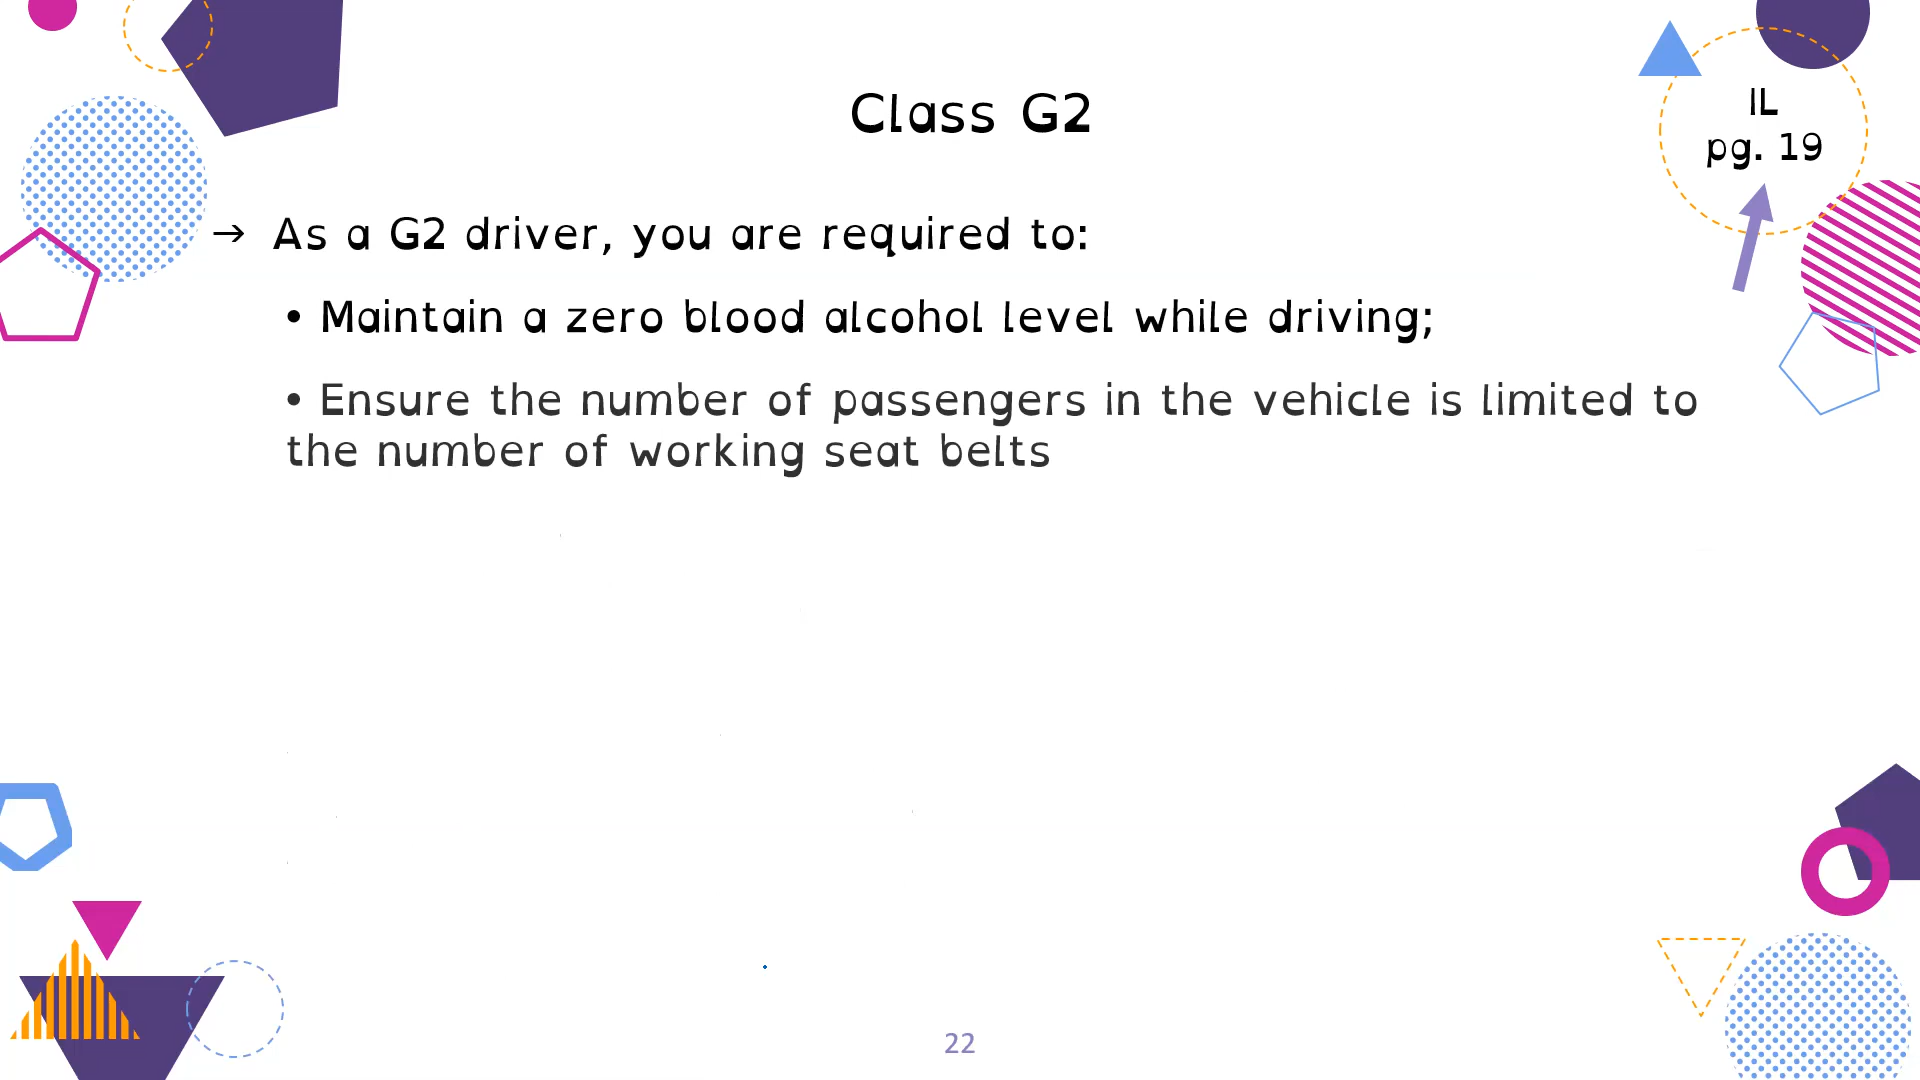 Class G2
IL
pg. 19
→ As a G2 driver, you are required to:
• Maintain a zero blood alcohol level while driving;
• Ensure the number of passengers in the vehicle is limited to
the number of working seat belts
22